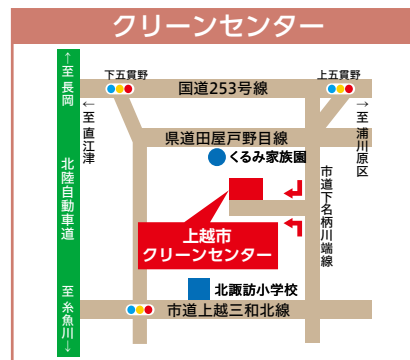 クリーンセンター
下五貫野
上五貫野
国道253号線
↑至 長岡
←至 直江津
→至 浦川原区
県道田屋戸野目線
くるみ家族園
北陸自動車道
市道下名柄川端線
上越市
クリーンセンター
北諏訪小学校
至 糸魚川↓
市道上越三和北線